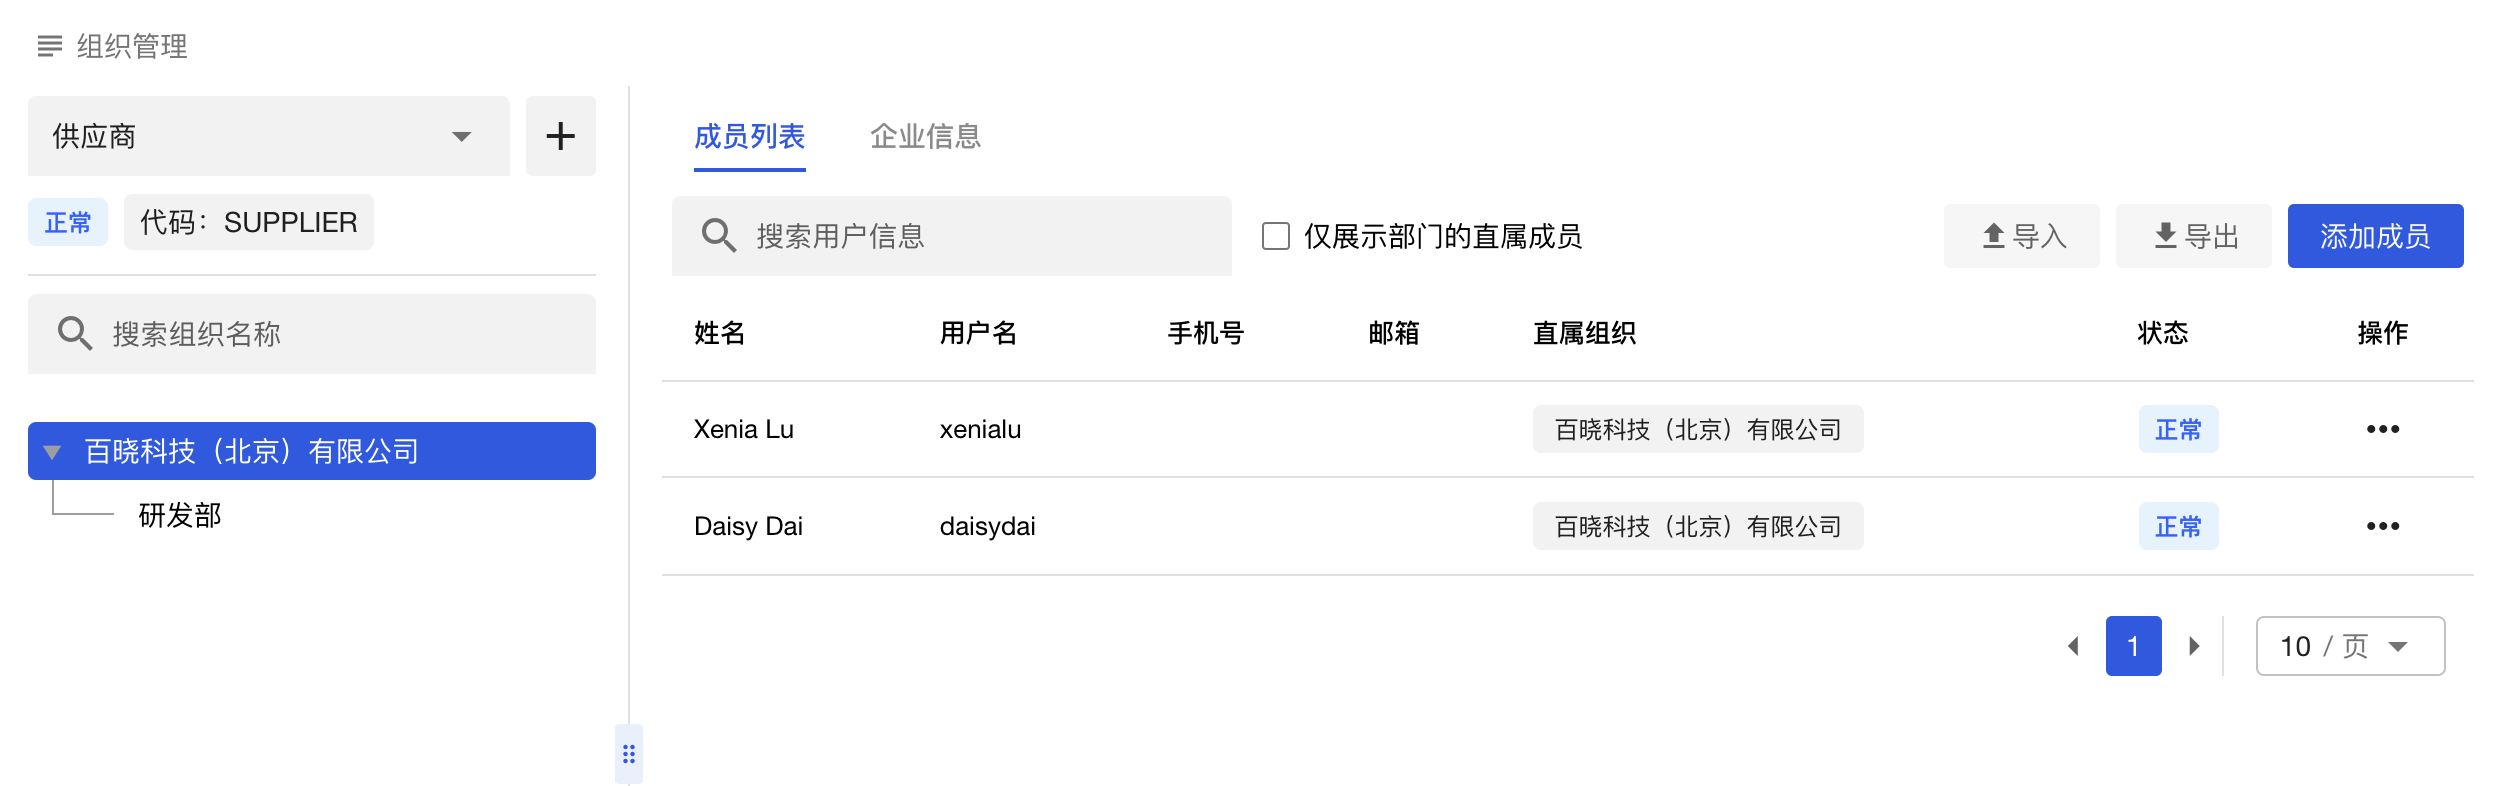 组织管理
供应商
正常 代码： SUPPLIER
搜索组织名称
百晓科技（北京）有限公司
研发部
成员列表 企业信息
搜索用户信息 仅展示部门的直属成员 导入 导出 添加成员
姓名 用户名 手机号 邮箱 直属组织 状态 操作
Xenia Lu xenialu 百晓科技（北京）有限公司 正常
Daisy Dai daisydai 百晓科技（北京）有限公司 正常
1 10 / 页